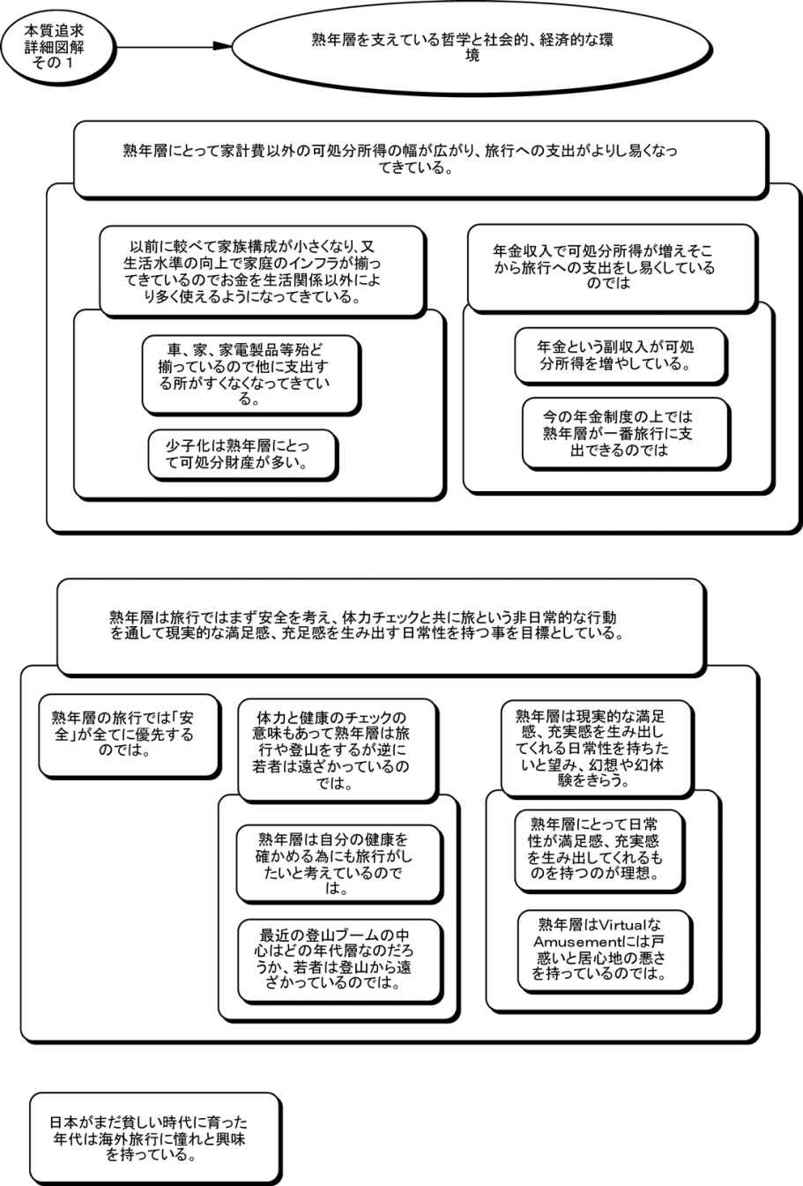 本質追求
詳細図解
その１
熟年層を支えている哲学と社会的、経済的な環
境
熟年層にとって家計費以外の可処分所得の幅が広がり、旅行への支出がよりし易くなっ
てきている。
以前に較べて家族構成が小さくなり、又
生活水準の向上で家庭のインフラが揃っ
てきているのでお金を生活関係以外によ
り多く使えるようになってきている。
車、家、家電製品等殆ど
揃っているので他に支出す
る所がすくなくなってきてい
る。
少子化は熟年層にとっ
て可処分財産が多い。
年金収入で可処分所得が増えそこ
から旅行への支出をし易くしている
のでは
年金という副収入が可処
分所得を増やしている。
今の年金制度の上では
熟年層が一番旅行に支
出できるのでは
熟年層は旅行ではまず安全を考え、体力チェックと共に旅という非日常的な行動
を通して現実的な満足感、充足感を生み出す日常性を持つ事を目標としている。
熟年層の旅行では「安
全」が全てに優先する
のでは。
体力と健康のチェックの
意味もあって熟年層は旅
行や登山をするが逆に
若者は遠ざかっているの
では。
熟年層は自分の健康を
確かめる為にも旅行がし
たいと考えているので
は。
最近の登山ブームの中
心はどの年代層なのだろ
うか、若者は登山から遠
ざかっているのでは。
熟年層は現実的な満足
感、充実感を生み出し
てくれる日常性を持ちた
いと望み、幻想や幻体
験をきらう。
熟年層にとって日常
性が満足感、充実感
を生み出してくれるも
のを持つのが理想。
熟年層はVirtualな
Amusementには戸
惑いと居心地の悪さ
を持っているのでは。
日本がまだ貧しい時代に育った
年代は海外旅行に憧れと興味
を持っている。